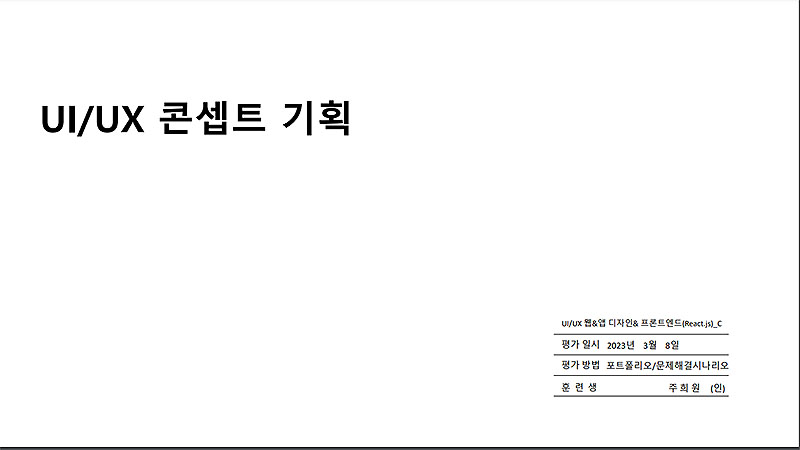 UI/UX 콘셉트 기획
UI/UX 웹&앱 디자인& 프론트엔드(React.js)_C
평가 일시 2023년 3월 8일
평가 방법 포트폴리오/문제해결시나리오
훈 련 생 주 희 원 (인)